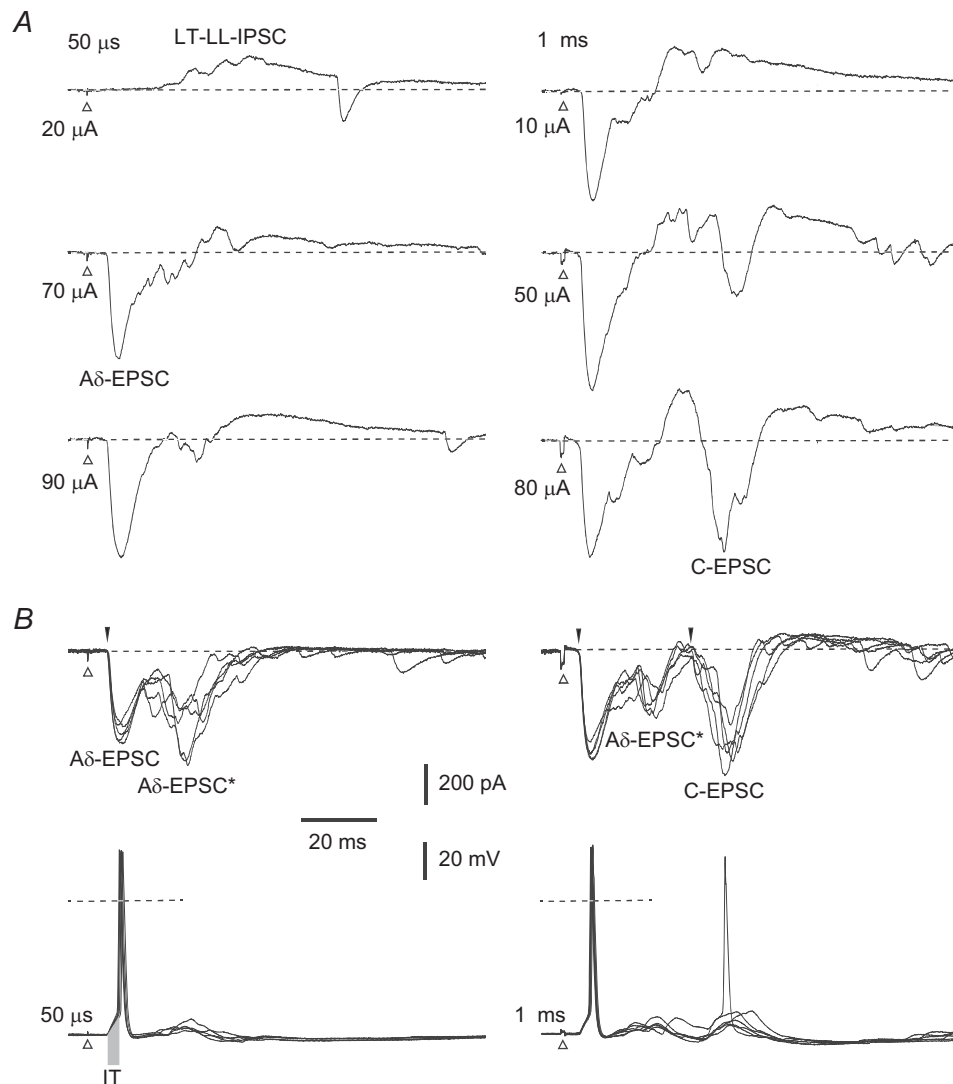 A
50 μs
LT-LL-IPSC
1 ms
20 μA
10 μA
70 μA
50 μA
Aδ-EPSC
90 μA
80 μA
C-EPSC
B
Aδ-EPSC
Aδ-EPSC*
Aδ-EPSC*
C-EPSC
200 pA
20 ms
20 mV
50 μs
1 ms
IT